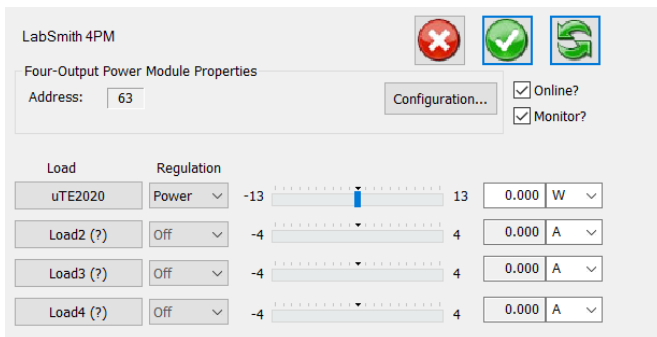 LabSmith 4PM
Four-Output Power Module Properties
Address: 63
Configuration...
Online?
Monitor?
Load Regulation
uTE2020 Power -13 13 0.000 W
Load2 (?) Off -4 4 0.000 A
Load3 (?) Off -4 4 0.000 A
Load4 (?) Off -4 4 0.000 A